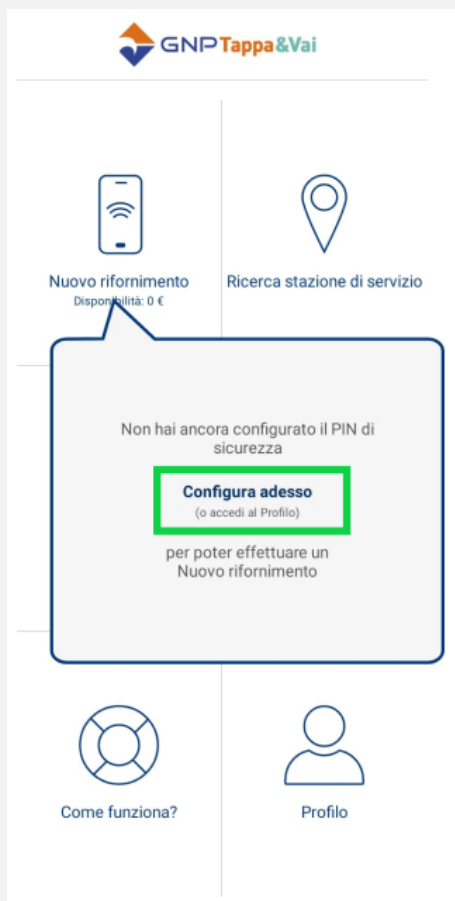 GNP Tappa&Vai
Nuovo rifornimento
Disponibilità: 0 €
Ricerca stazione di servizio
Non hai ancora configurato il PIN di
sicurezza
Configura adesso
(o accedi al Profilo)
per poter effettuare un
Nuovo rifornimento
Come funziona?
Profilo